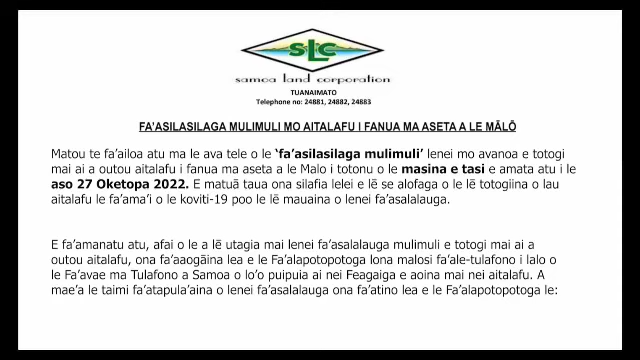 SLC
samoa land corporation
TUANAIMATO
Telephone no: 24881, 24882, 24883
FA'ASILASILAGA MULIMULI MO AITALAFU I FANUA MA ASETA A LE MĀLŌ
Matou te fa'ailoa atu ma le ava tele o le 'fa'asilasilaga mulimuli' lenei mo avanoa e totogi
mai ai a outou aitalafu i fanua ma aseta a le Malo i totonu o le masina e tasi e amata atu i le
aso 27 Oketopa 2022. E matuā taua ona silafia lelei e lē se alofaga o le lē totogiina o lau
aitalafu le fa'ama'i o le koviti-19 poo le lē mauaina o lenei fa'asalalauga.
E fa'amanatu atu, afai o le a lē utagia mai lenei fa'asalalauga mulimuli e totogi mai ai a
outou aitalafu, ona fa'aaogāina lea e le Fa'alapotopotoga lona malosi fa'ale-tulafono i lalo o
le Fa'avae ma Tulafono a Samoa o lo'o puipuia ai nei Feagaiga e aoina mai nei aitalafu. A
mae'a le taimi fa'atapula'aina o lenei fa'asalalauga ona fa'atino lea e le Fa'alapotopotoga le: